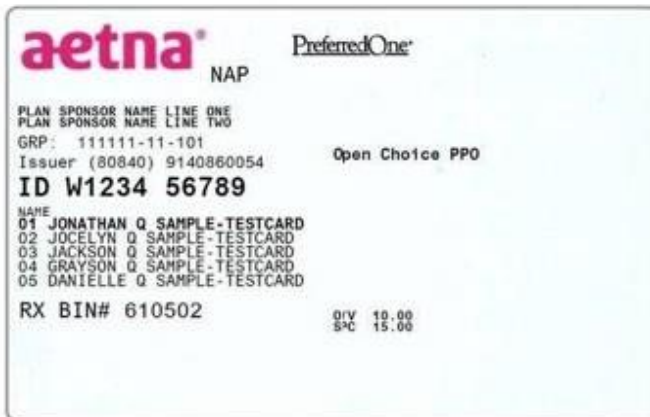 aetna®
PreferredOne®
NAP
PLAN SPONSOR NAME LINE ONE
PLAN SPONSOR NAME LINE TWO
GRP: 111111-11-101
Issuer (80840) 9140860054
Open Choice PPO
ID W1234 56789
NAME
01 JONATHAN Q SAMPLE-TESTCARD
02 JOCELYN Q SAMPLE-TESTCARD
03 JACKSON Q SAMPLE-TESTCARD
04 GRAYSON Q SAMPLE-TESTCARD
05 DANIELLE Q SAMPLE-TESTCARD
RX BIN# 610502
O/V 10.00
SPC 15.00